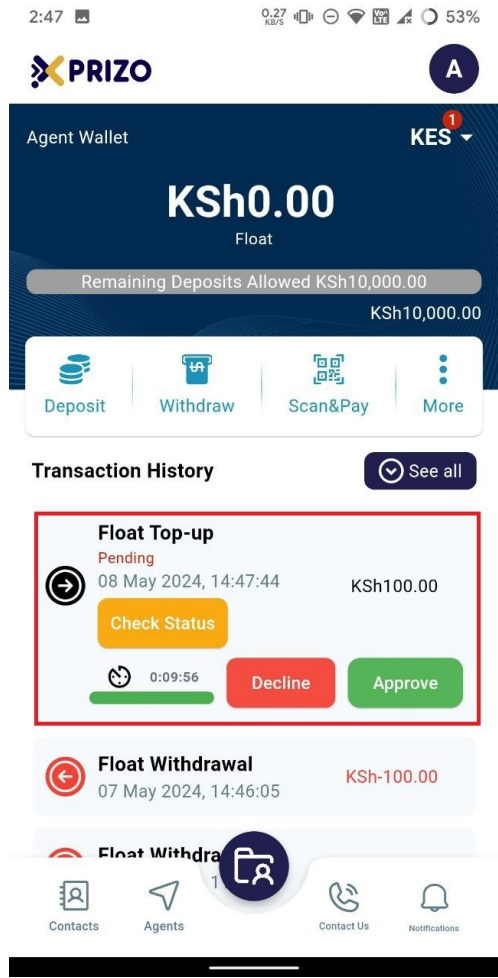 2:47 0.27 KB/S Vo) LTE 53%
XPRIZO
A
Agent Wallet
1
KES
KSh0.00
Float
Remaining Deposits Allowed KSh10,000.00
KSh10,000.00
Deposit Withdraw Scan&Pay More
Transaction History See all
Float Top-up
Pending
08 May 2024, 14:47:44 KSh100.00
Check Status
0:09:56 Decline Approve
Float Withdrawal KSh-100.00
07 May 2024, 14:46:05
Float Withdra
Contacts Agents Contact Us Notifications